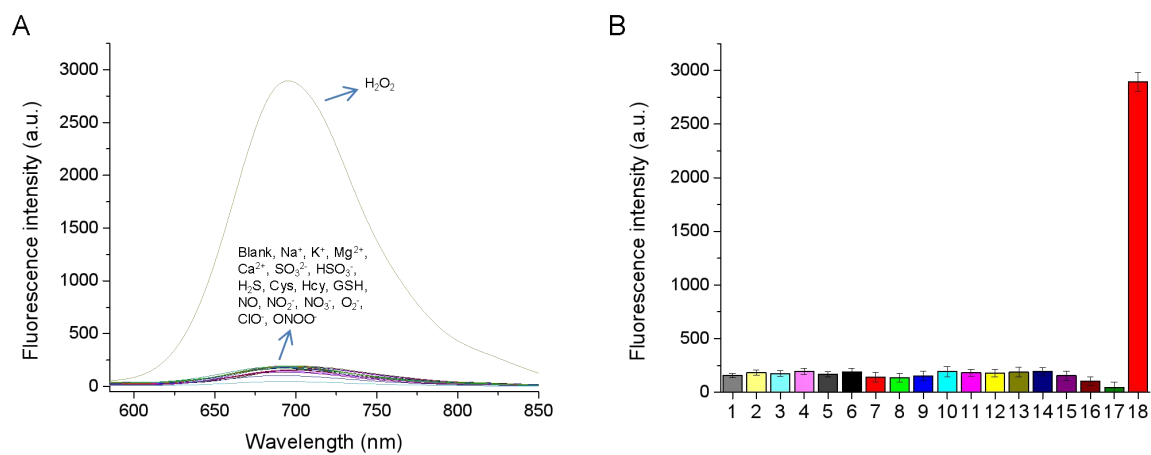 A
Fluorescence intensity (a.u.)
3000
2500
2000
1500
1000
500
0
H₂O₂
Blank, Na⁺, K⁺, Mg²⁺,
Ca²⁺, SO₃²⁻, HSO₃⁻,
H₂S, Cys, Hcy, GSH,
NO, NO₂⁻, NO₃⁻, O₂⁻,
ClO⁻, ONOO⁻
600 650 700 750 800 850
Wavelength (nm)
B
Fluorescence intensity (a.u.)
3000
2500
2000
1500
1000
500
0
1 2 3 4 5 6 7 8 9 10 11 12 13 14 15 16 17 18